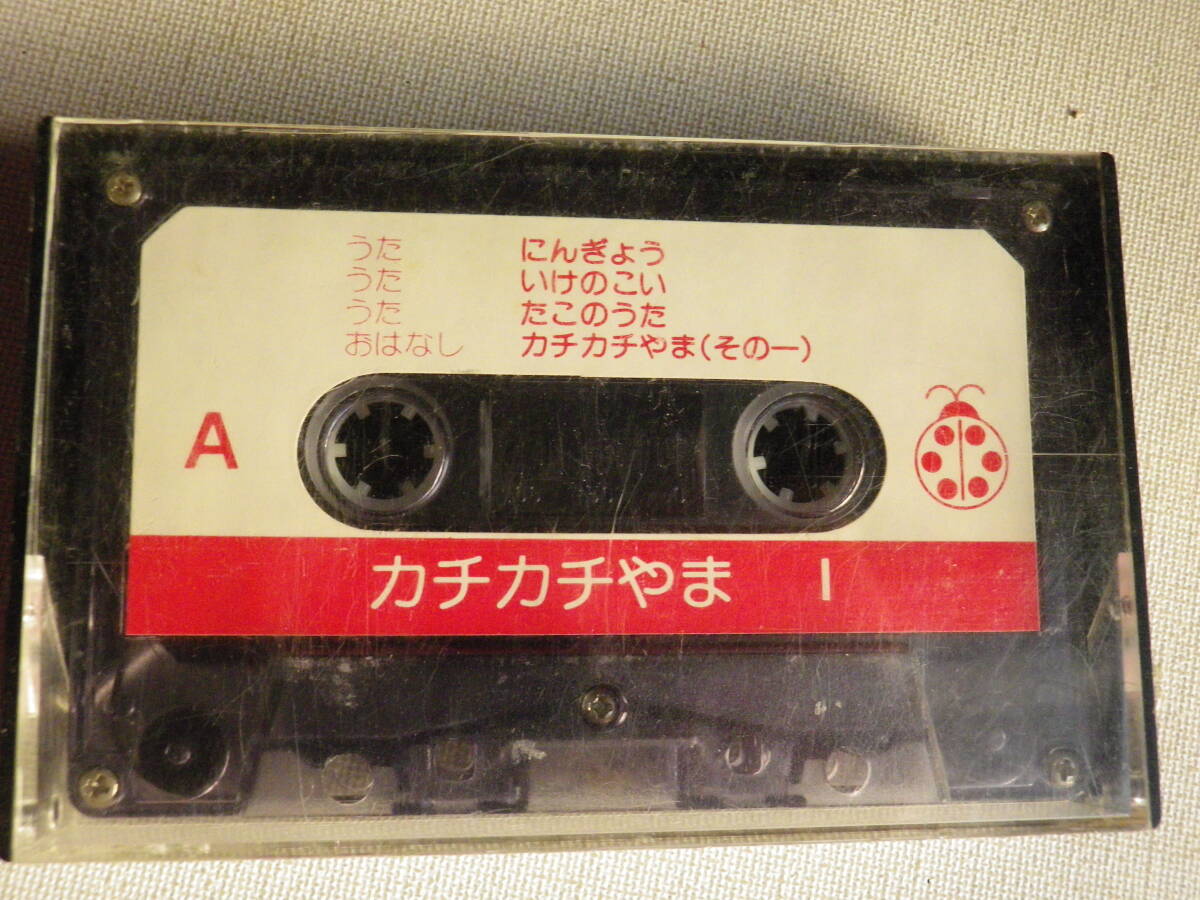 うた にんぎょう
うた いけのこい
うた たこのうた
おはなし カチカチやま(その一)
A
カチカチやま I